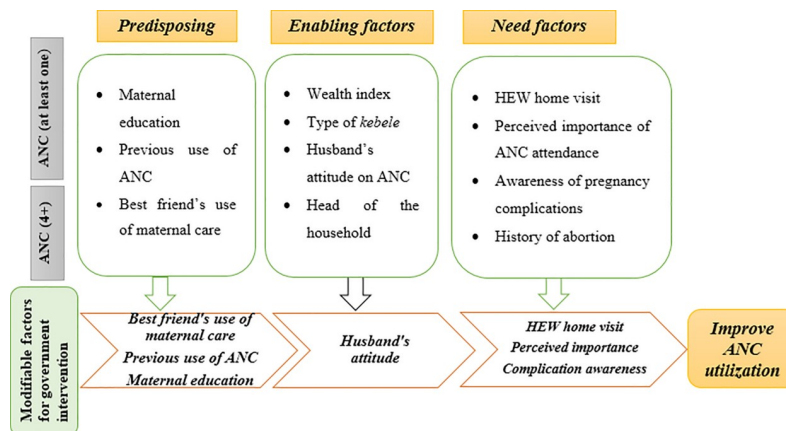 Predisposing
Enabling factors
Need factors
ANC (at least one)
ANC (4+)
• Maternal
education
• Previous use of
ANC
• Best friend's use
of maternal care
• Wealth index
• Type of kebele
• Husband's
attitude on ANC
• Head of the
household
• HEW home visit
• Perceived importance of
ANC attendance
• Awareness of pregnancy
complications
• History of abortion
Modifiable factors
for government
intervention
Best friend's use of
maternal care
Previous use of ANC
Maternal education
Husband's
attitude
HEW home visit
Perceived importance
Complication awareness
Improve
ANC
utilization